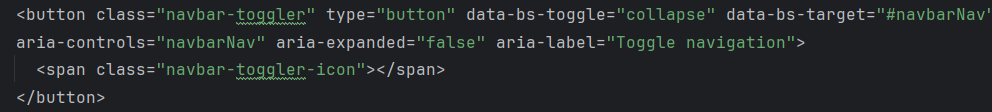 <button class="navbar-toggler" type="button" data-bs-toggle="collapse" data-bs-target="#navbarNav"
aria-controls="navbarNav" aria-expanded="false" aria-label="Toggle navigation">
<span class="navbar-toggler-icon"></span>
</button>